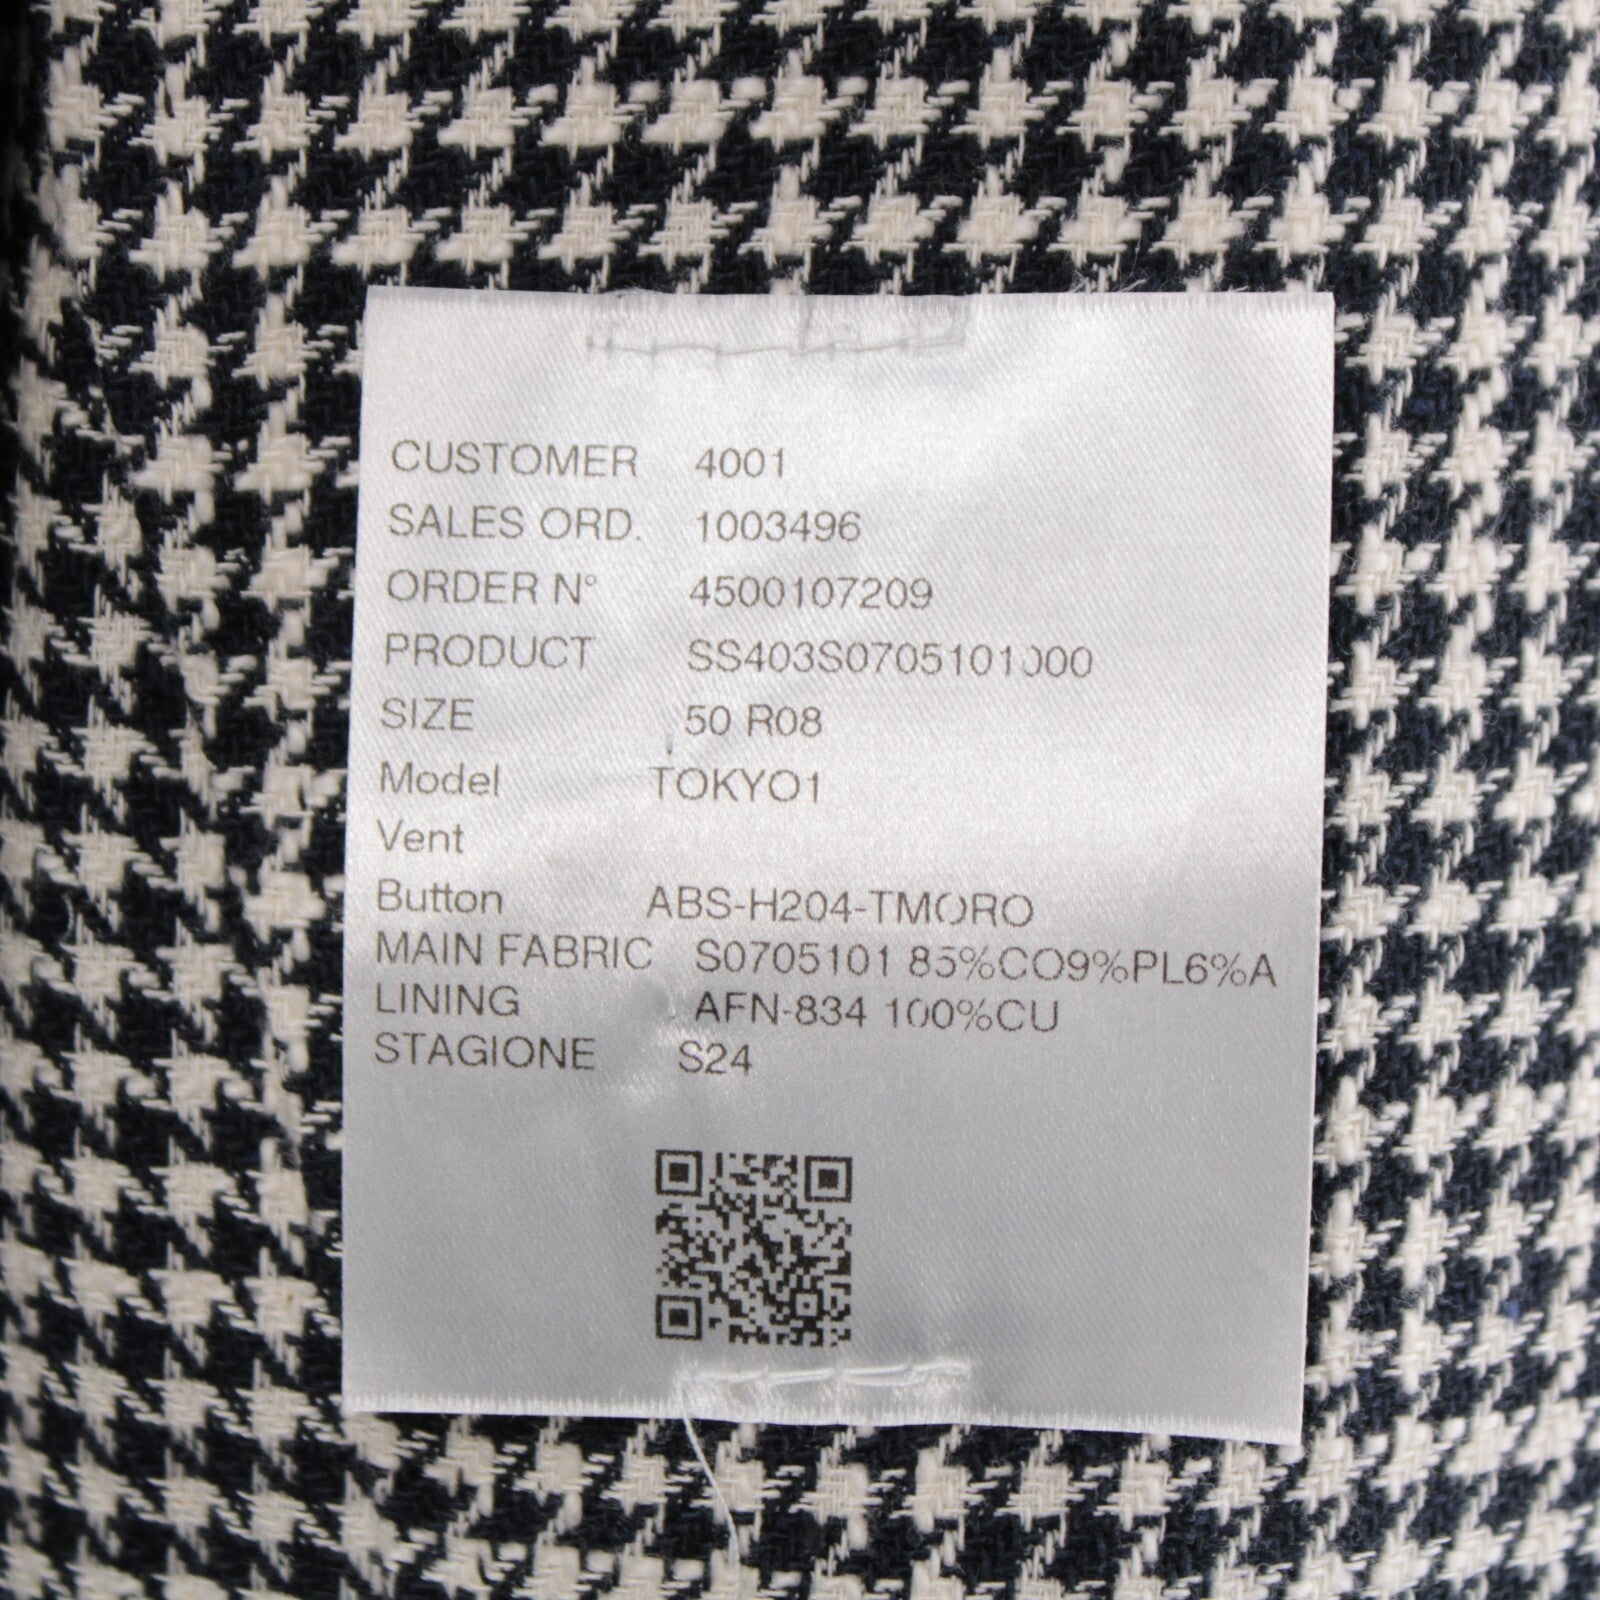 CUSTOMER 4001
SALES ORD. 1003496
ORDER N° 4500107209
PRODUCT SS403S0705101000
SIZE 50 R08
Model TOKYO1
Vent
Button ABS-H204-TMORO
MAIN FABRIC S0705101 85%CO9%PL6%A
LINING AFN-834 100%CU
STAGIONE S24